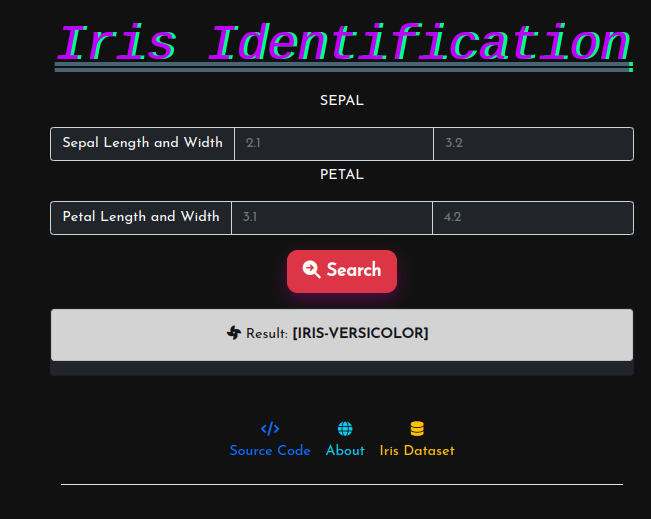 Iris Identification
SEPAL
Sepal Length and Width 2.1 3.2
PETAL
Petal Length and Width 3.1 4.2
Search
Result: [IRIS-VERSICOLOR]
Source Code About Iris Dataset